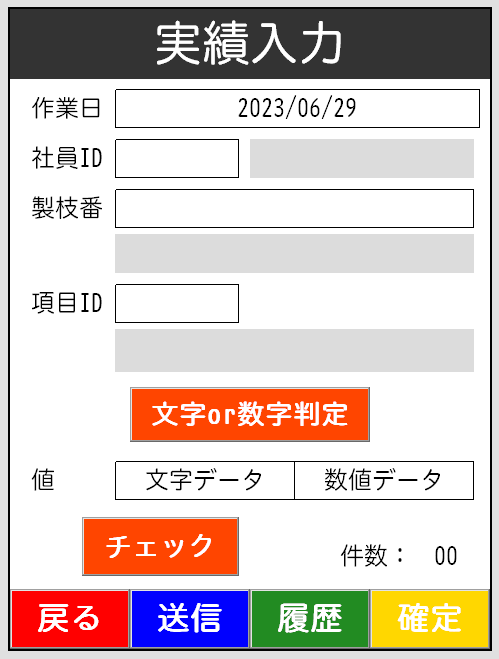 実績入力
作業日 2023/06/29
社員ID
製枝番
項目ID
文字or数字判定
値 文字データ 数値データ
チェック 件数： 00
戻る 送信 履歴 確定